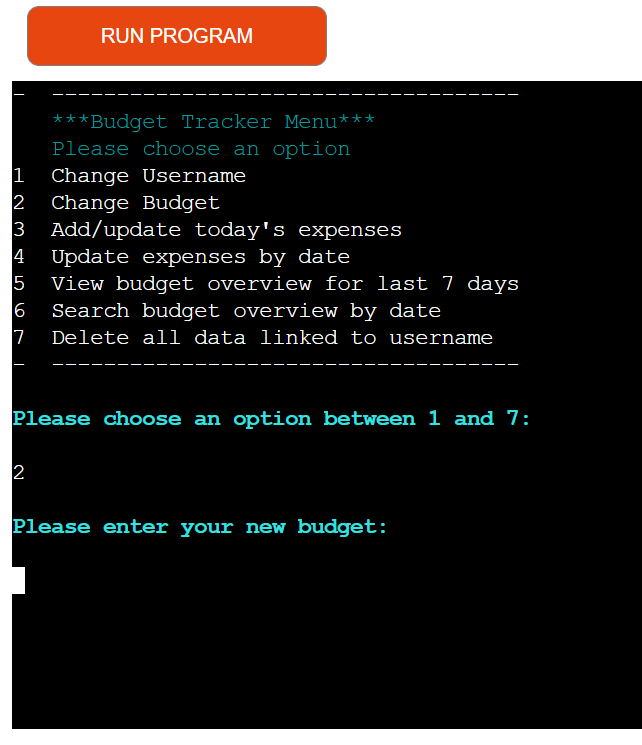 RUN PROGRAM
- ------------------------------------
***Budget Tracker Menu***
Please choose an option
1 Change Username
2 Change Budget
3 Add/update today's expenses
4 Update expenses by date
5 View budget overview for last 7 days
6 Search budget overview by date
7 Delete all data linked to username
- ------------------------------------
Please choose an option between 1 and 7:
2
Please enter your new budget: